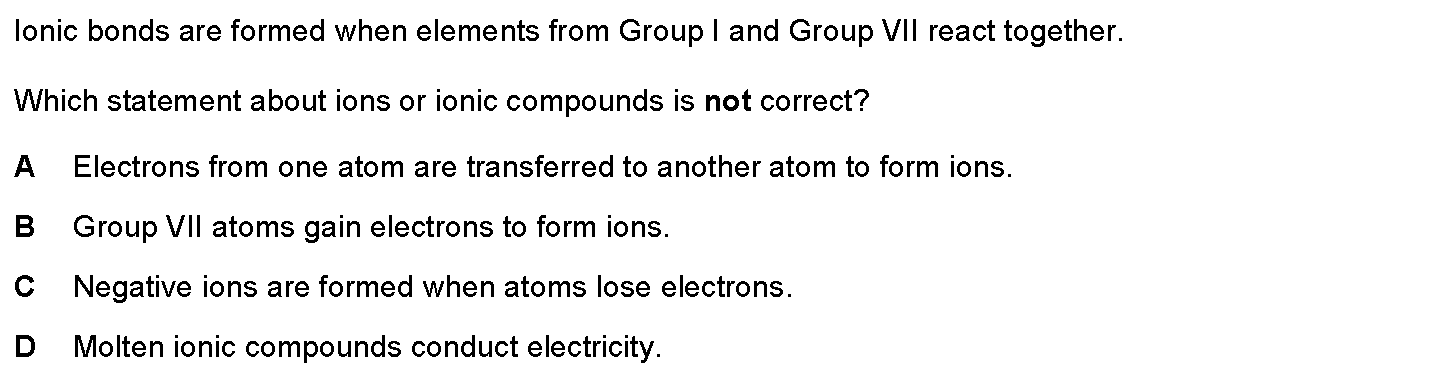 Ionic bonds are formed when elements from Group I and Group VII react together.
Which statement about ions or ionic compounds is not correct?
A Electrons from one atom are transferred to another atom to form ions.
B Group VII atoms gain electrons to form ions.
C Negative ions are formed when atoms lose electrons.
D Molten ionic compounds conduct electricity.